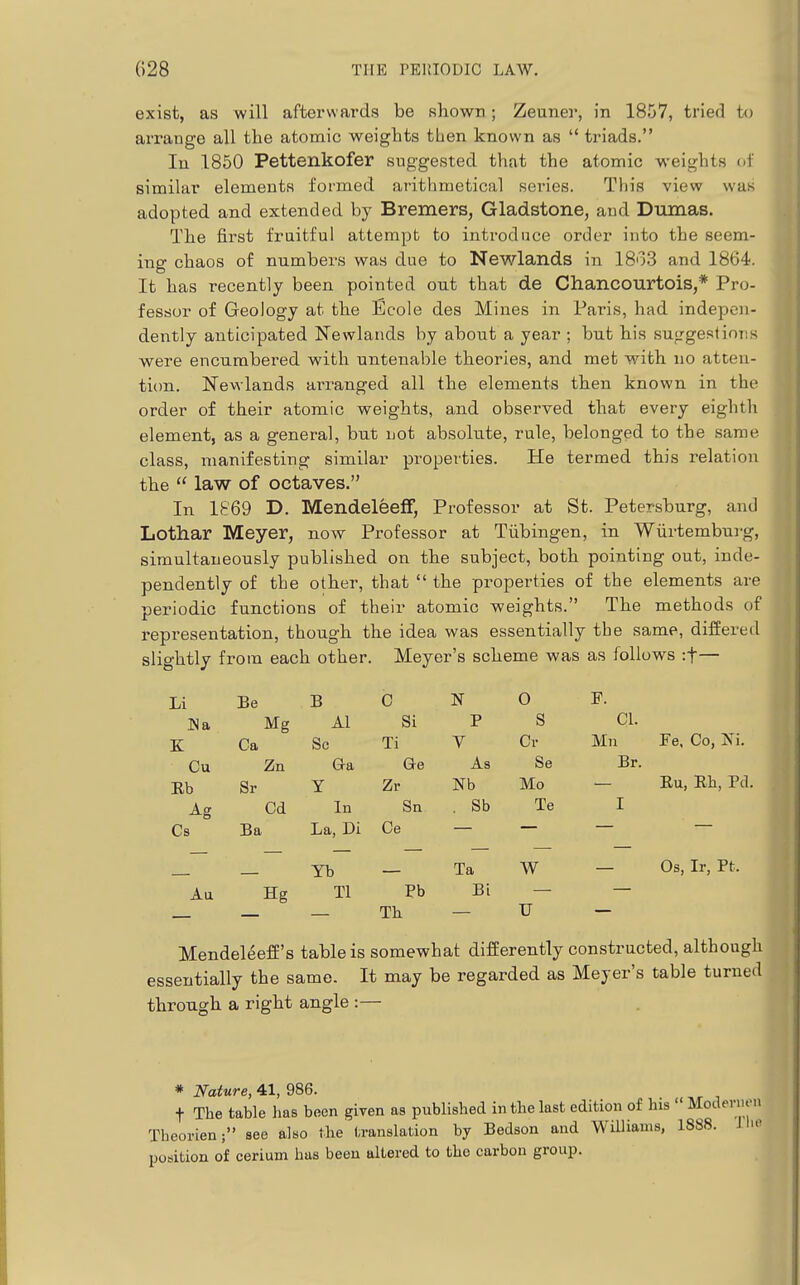 628 THE PERIODIC LAW.
exist, as will afterwards be shown; Zeuner, in 1857, tried to
arrange all the atomic weights then known as “ triads.”
In 1850 Pettenkofer suggested that the atomic weights of
similar elements formed arithmetical series. This view was
adopted and extended by Bremers, Gladstone, and Dumas.
The first fruitful attempt to introduce order into the seem-
ing chaos of numbers was due to Newlands in 1863 and 1864.
It has recently been pointed out that de Chancourtois,* Pro-
fessor of Geology at the École des Mines in Paris, had indepen-
dently anticipated Newlands by about a year ; but his suggestions
were encumbered with untenable theories, and met with no atten-
tion. Newlands arranged all the elements then known in the
order of their atomic weights, and observed that every eighth
element, as a general, but not absolute, rule, belonged to the same
class, manifesting similar properties. He termed this relation
the “ law of octaves.”
In 1869 D. Mendelèeff, Professor at St. Petersburg, and
Lothar Meyer, now Professor at Tübingen, in Würtemburg,
simultaneously published on the subject, both pointing out, inde-
pendently of the other, that “ the properties of the elements are
periodic functions of their atomic weights.” The methods of
representation, though the idea was essentially the same, differed
slightly from each other. Meyer’s scheme was as follows :†—
Li Be B C N O F.
Na Mg Al Si P S Cl.
K Ca Sc Ti V Cr Mn Fe, Co, Ni.
Cu Zn Ga Ge As Se Br.
Rb Sr Y Zr Nb Mo — Ru, Rh, Pd.
Ag Cd In Sn . Sb Te I
Cs Ba La, Di Ce — — — —
— — — — — — —
— — Yb — Ta W — Os, Ir, Pt.
Au Hg Tl Pb Bi — —
— — — Th — U —
Mendeléeff’s table is somewhat differently constructed, although
essentially the same. It may be regarded as Meyer’s table turned
through a right angle :—
* Nature, 41, 986.
† The table has been given as published in the last edition of his “ Modernen
Theorien ;” see also the translation by Bedson and Williams, 1888. The
position of cerium has been altered to the carbon group.